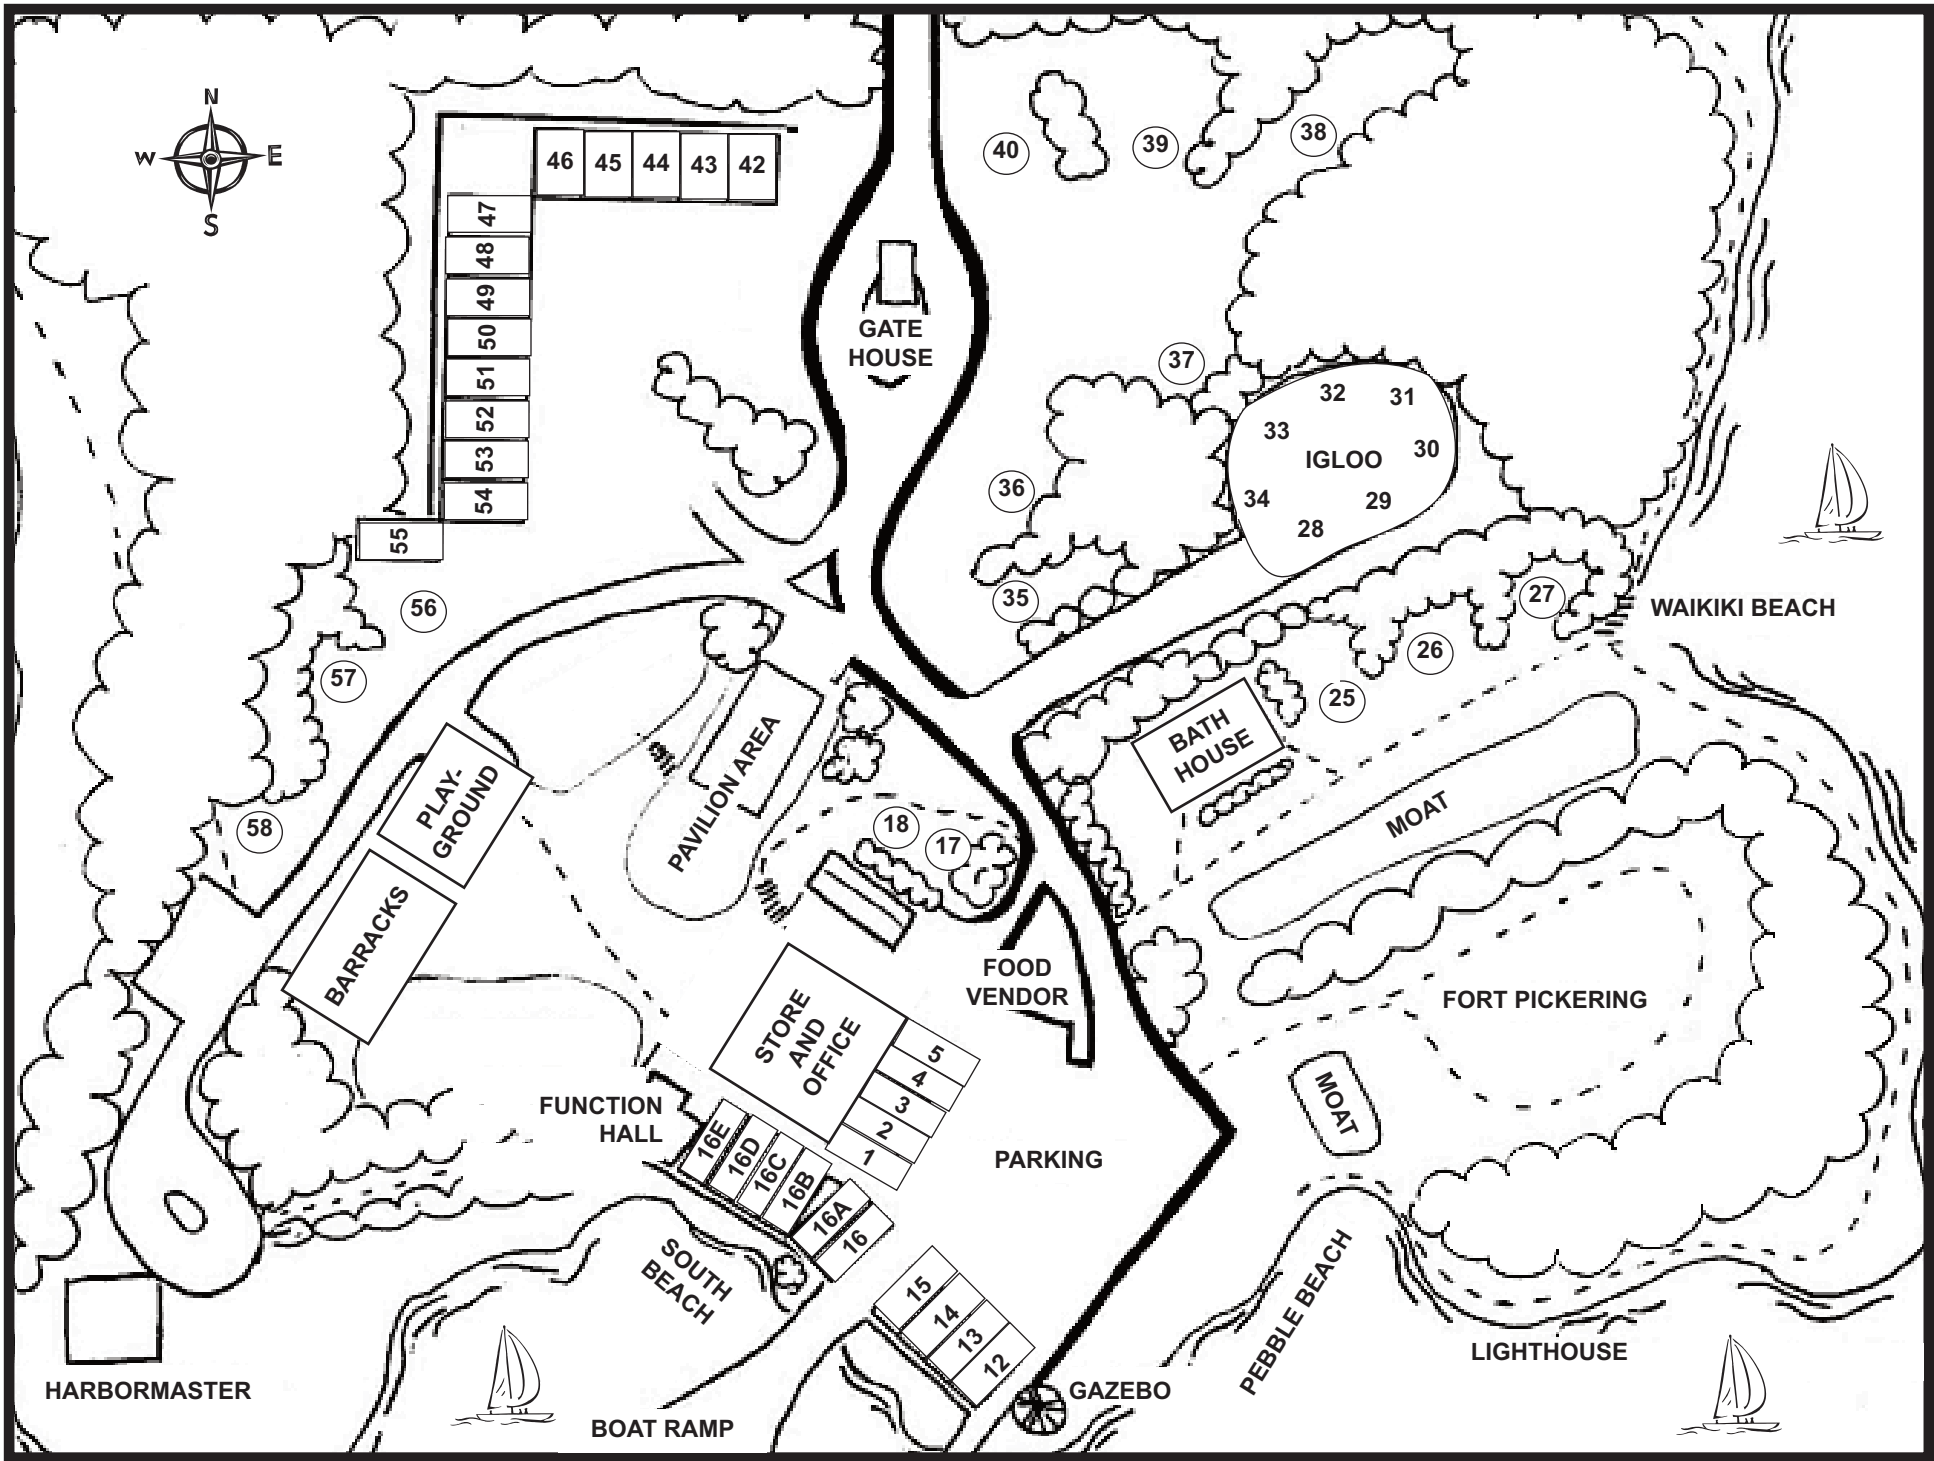 N
W
E
S
46
45
44
43
42
47
48
49
50
51
52
53
54
55
56
57
58
GATE
HOUSE
40
39
38
37
36
35
32
31
33
30
IGLOO
34
29
28
27
26
25
WAIKIKI BEACH
BATH
HOUSE
MOAT
PLAY-
GROUND
BARRACKS
PAVILION AREA
18
17
FOOD
VENDOR
FORT PICKERING
MOAT
STORE
AND
OFFICE
5
4
3
2
1
FUNCTION
HALL
16E
16D
16C
16B
16A
16
PARKING
15
14
13
12
SOUTH
BEACH
PEBBLE BEACH
LIGHTHOUSE
HARBORMASTER
GAZEBO
BOAT RAMP